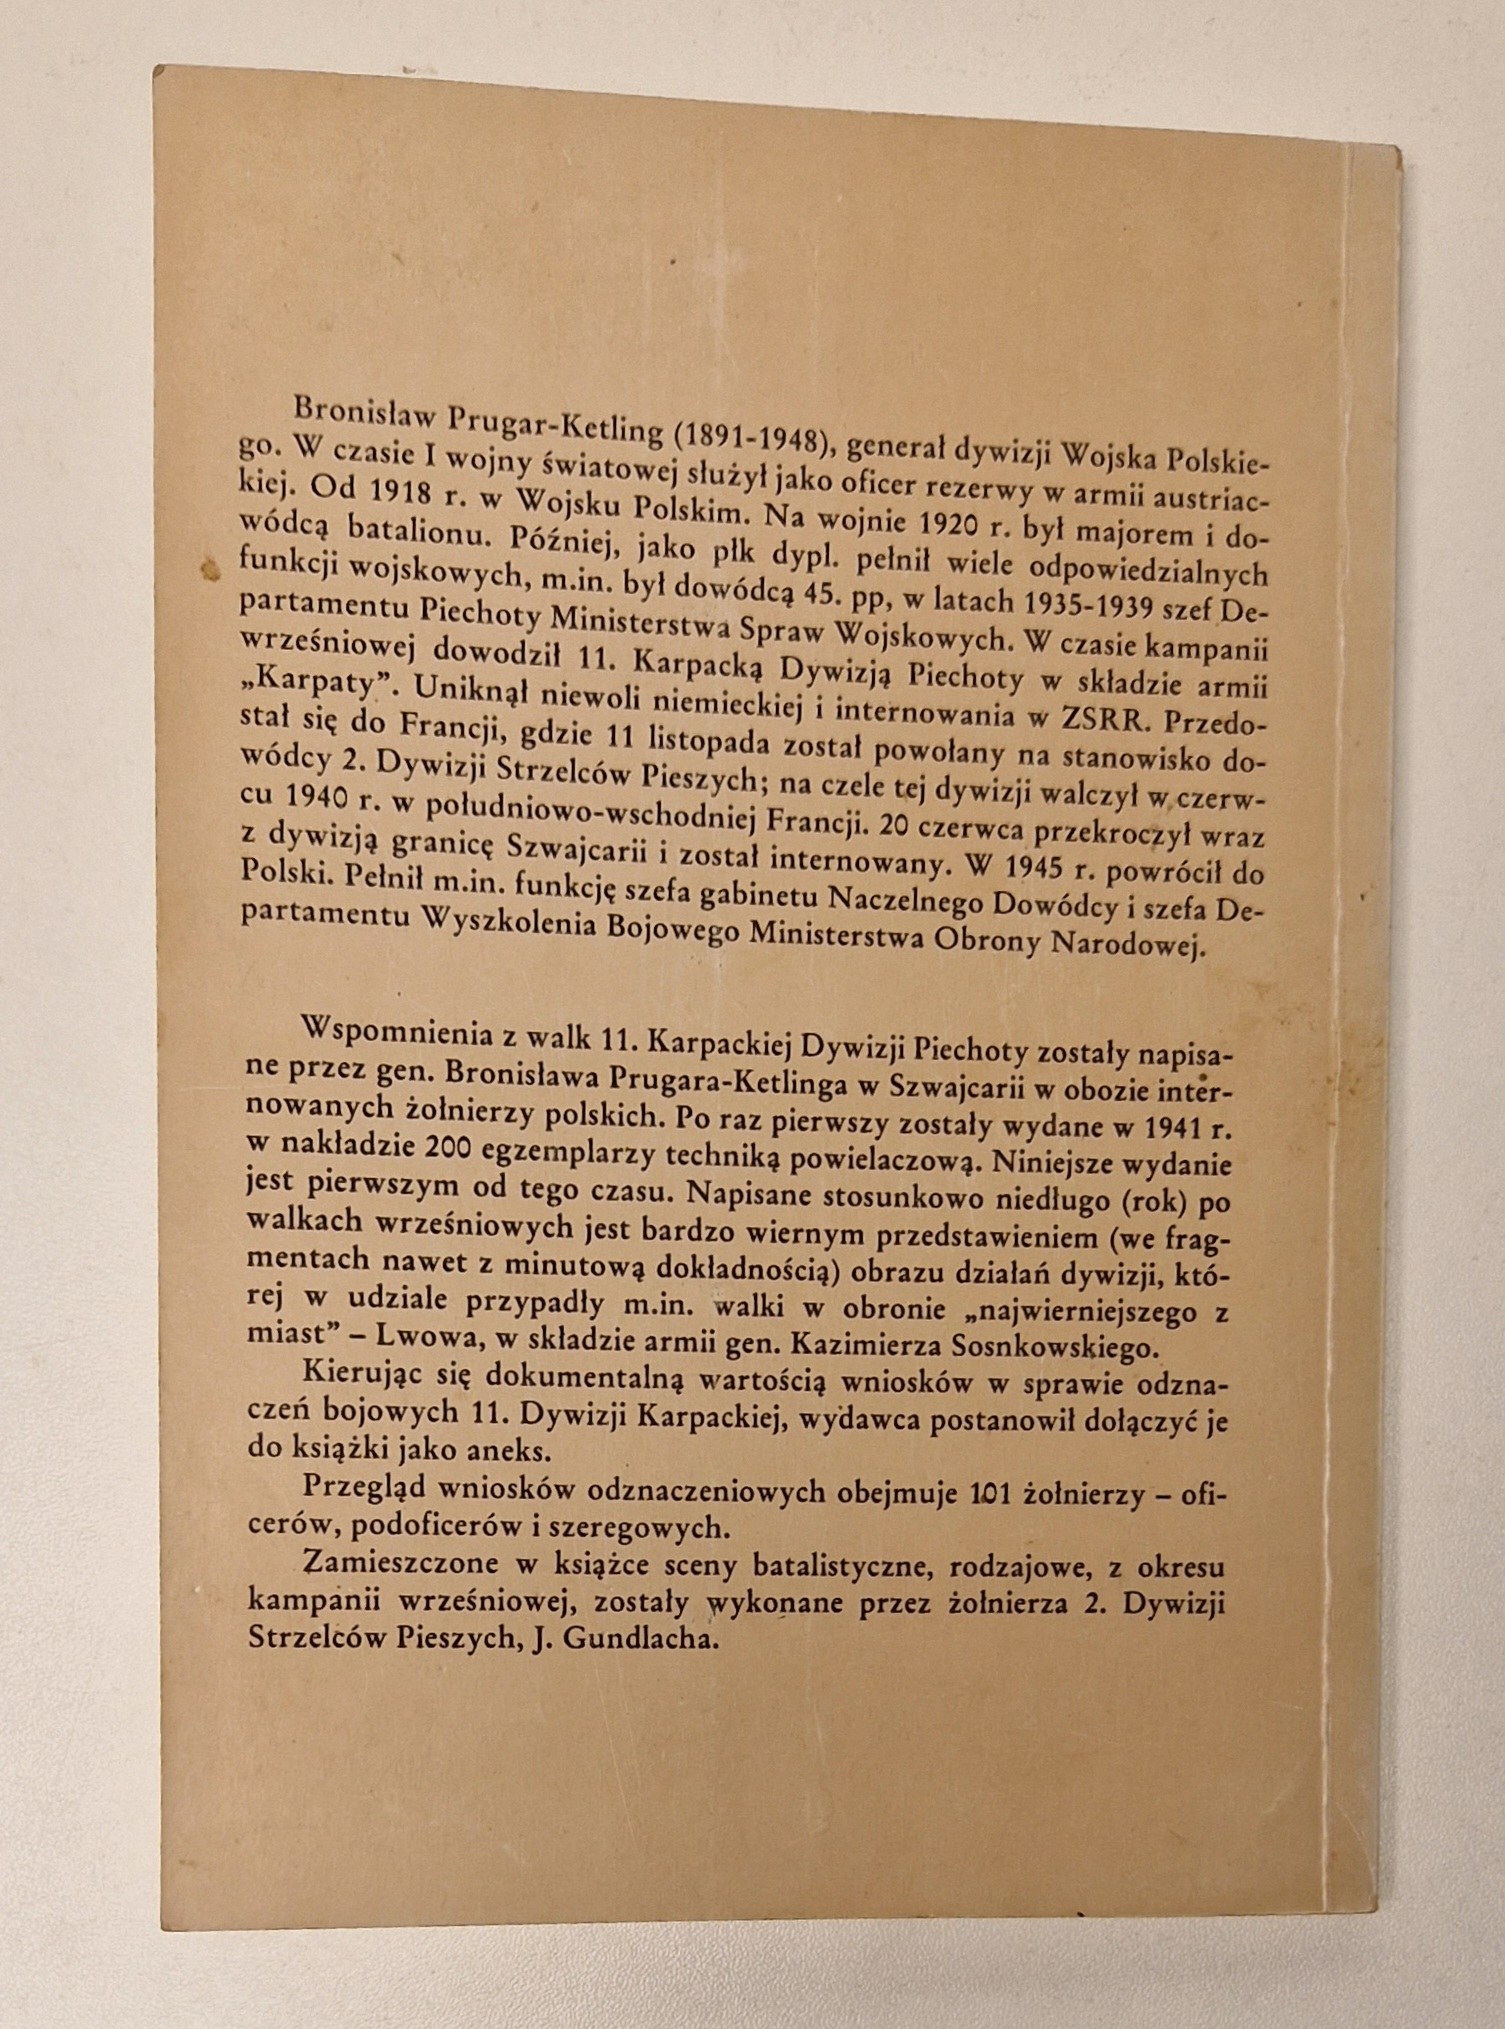 Bronisław Prugar-Ketling (1891-1948), generał dywizji Wojska Polskie-
go. W czasie I wojny światowej służył jako oficer rezerwy w armii austriac-
kiej. Od 1918 r. w Wojsku Polskim. Na wojnie 1920 r. był majorem i do-
wódcą batalionu. Później, jako płk dypl. pełnił wiele odpowiedzialnych
funkcji wojskowych, m.in. był dowódcą 45. pp, w latach 1935-1939 szef De-
partamentu Piechoty Ministerstwa Spraw Wojskowych. W czasie kampanii
wrześniowej dowodził 11. Karpacką Dywizją Piechoty w składzie armii
„Karpaty”. Uniknął niewoli niemieckiej i internowania w ZSRR. Przedo-
stał się do Francji, gdzie 11 listopada został powołany na stanowisko do-
wódcy 2. Dywizji Strzelców Pieszych; na czele tej dywizji walczył w czerw-
cu 1940 r. w południowo-wschodniej Francji. 20 czerwca przekroczył wraz
z dywizją granicę Szwajcarii i został internowany. W 1945 r. powrócił do
Polski. Pełnił m.in. funkcję szefa gabinetu Naczelnego Dowódcy i szefa De-
partamentu Wyszkolenia Bojowego Ministerstwa Obrony Narodowej.
Wspomnienia z walk 11. Karpackiej Dywizji Piechoty zostały napisa-
ne przez gen. Bronisława Prugara-Ketlinga w Szwajcarii w obozie inter-
nowanych żołnierzy polskich. Po raz pierwszy zostały wydane w 1941 r.
w nakładzie 200 egzemplarzy techniką powielaczową. Niniejsze wydanie
jest pierwszym od tego czasu. Napisane stosunkowo niedługo (rok) po
walkach wrześniowych jest bardzo wiernym przedstawieniem (we frag-
mentach nawet z minutową dokładnością) obrazu działań dywizji, któ-
rej w udziale przypadły m.in. walki w obronie „najwierniejszego z
miast” – Lwowa, w składzie armii gen. Kazimierza Sosnkowskiego.
Kierując się dokumentalną wartością wniosków w sprawie odzna-
czeń bojowych 11. Dywizji Karpackiej, wydawca postanowił dołączyć je
do książki jako aneks.
Przegląd wniosków odznaczeniowych obejmuje 101 żołnierzy – ofi-
cerów, podoficerów i szeregowych.
Zamieszczone w książce sceny batalistyczne, rodzajowe, z okresu
kampanii wrześniowej, zostały wykonane przez żołnierza 2. Dywizji
Strzelców Pieszych, J. Gundlacha.